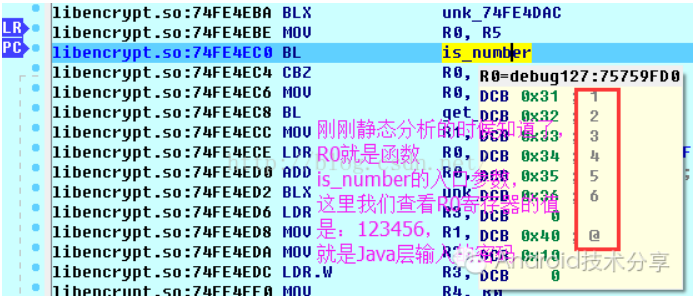 libencrypt.so:74FE4EBA BLX unk_74FE4DAC
LR libencrypt.so:74FE4EBE MOV R0, R5
PC libencrypt.so:74FE4EC0 BL is_number
libencrypt.so:74FE4EC4 CBZ R0, R0=debug127:75759FD0
libencrypt.so:74FE4EC6 LDR R0, DCB 0x31 ; 1
libencrypt.so:74FE4EC8 BL get_ DCB 0x32 ; 2
libencrypt.so:74FE4ECC MOV R1, DCB 0x33 ; 3
libencrypt.so:74FE4ECE LDR R0, DCB 0x34 ; 4
libencrypt.so:74FE4ED0 ADD R0, DCB 0x35 ; 5
libencrypt.so:74FE4ED2 BLX unk_ DCB 0x36 ; 6
libencrypt.so:74FE4ED6 LDR R3, DCB 0
libencrypt.so:74FE4ED8 MOV R1, DCB 0x40 ; @
libencrypt.so:74FE4EDA MOV R2, DCB 0x10
libencrypt.so:74FE4EDC LDR.W R3, DCB 0
libencrypt.so:74FE4EE0 MOV R4, R0
刚刚静态分析的时候知道了,
R0就是函数
is_number的入口参数,
这里我们查看R0寄存器的值
是:123456,
就是Java层输入的密码
Android技术分享